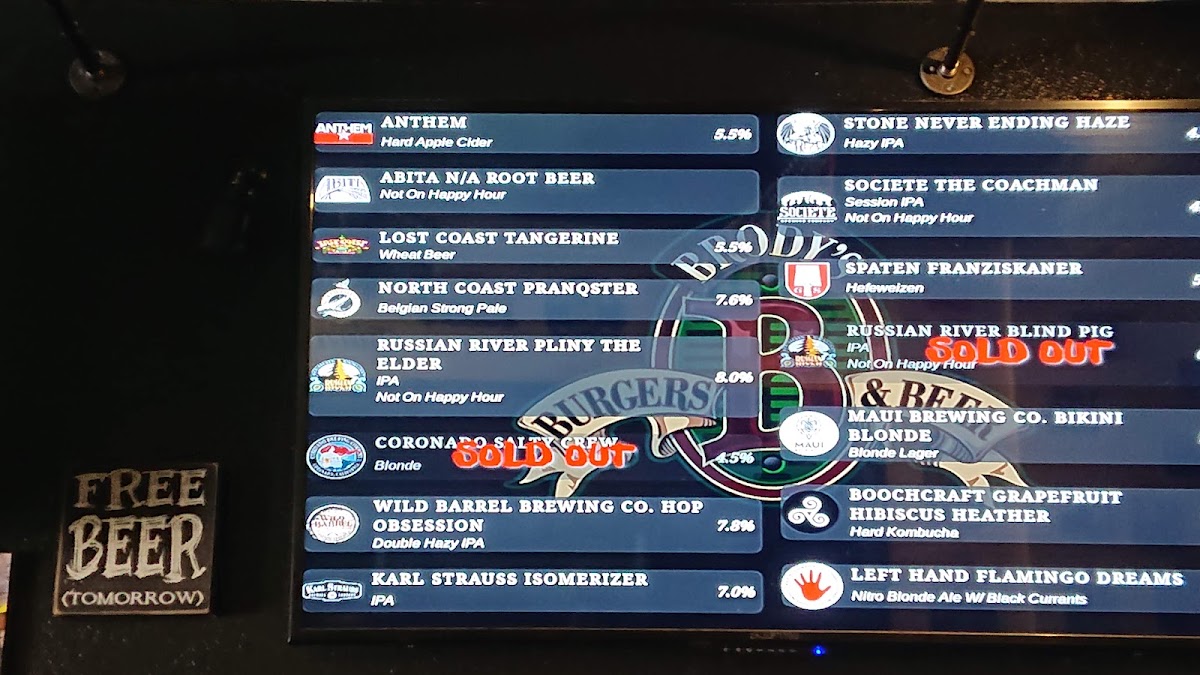 ANTHEM
ANTHEM
Hard Apple Cider
5.5%
ABITA N/A ROOT BEER
Not On Happy Hour
LOST COAST TANGERINE
Wheat Beer
5.5%
NORTH COAST PRANQSTER
Belgian Strong Pale
7.6%
RUSSIAN RIVER PLINY THE
ELDER
IPA
Not On Happy Hour
8.0%
CORONADO SALTY CREW
Blonde
SOLD OUT
4.5%
WILD BARREL BREWING CO. HOP
OBSESSION
Double Hazy IPA
7.8%
KARL STRAUSS
KARL STRAUSS ISOMERIZER
IPA
7.0%
STONE NEVER ENDING HAZE
Hazy IPA
SOCIETE
SOCIETE THE COACHMAN
Session IPA
Not On Happy Hour
SPATEN FRANZISKANER
Hefeweizen
RUSSIAN RIVER BLIND PIG
IPA
Not On Happy Hour
SOLD OUT
MAUI
MAUI BREWING CO. BIKINI
BLONDE
Blonde Lager
BOOCHCRAFT GRAPEFRUIT
HIBISCUS HEATHER
Hard Kombucha
LEFT HAND FLAMINGO DREAMS
Nitro Blonde Ale W/ Black Currants
BRODY'S
B
BURGERS
& BEER
FREE
BEER
(TOMORROW)